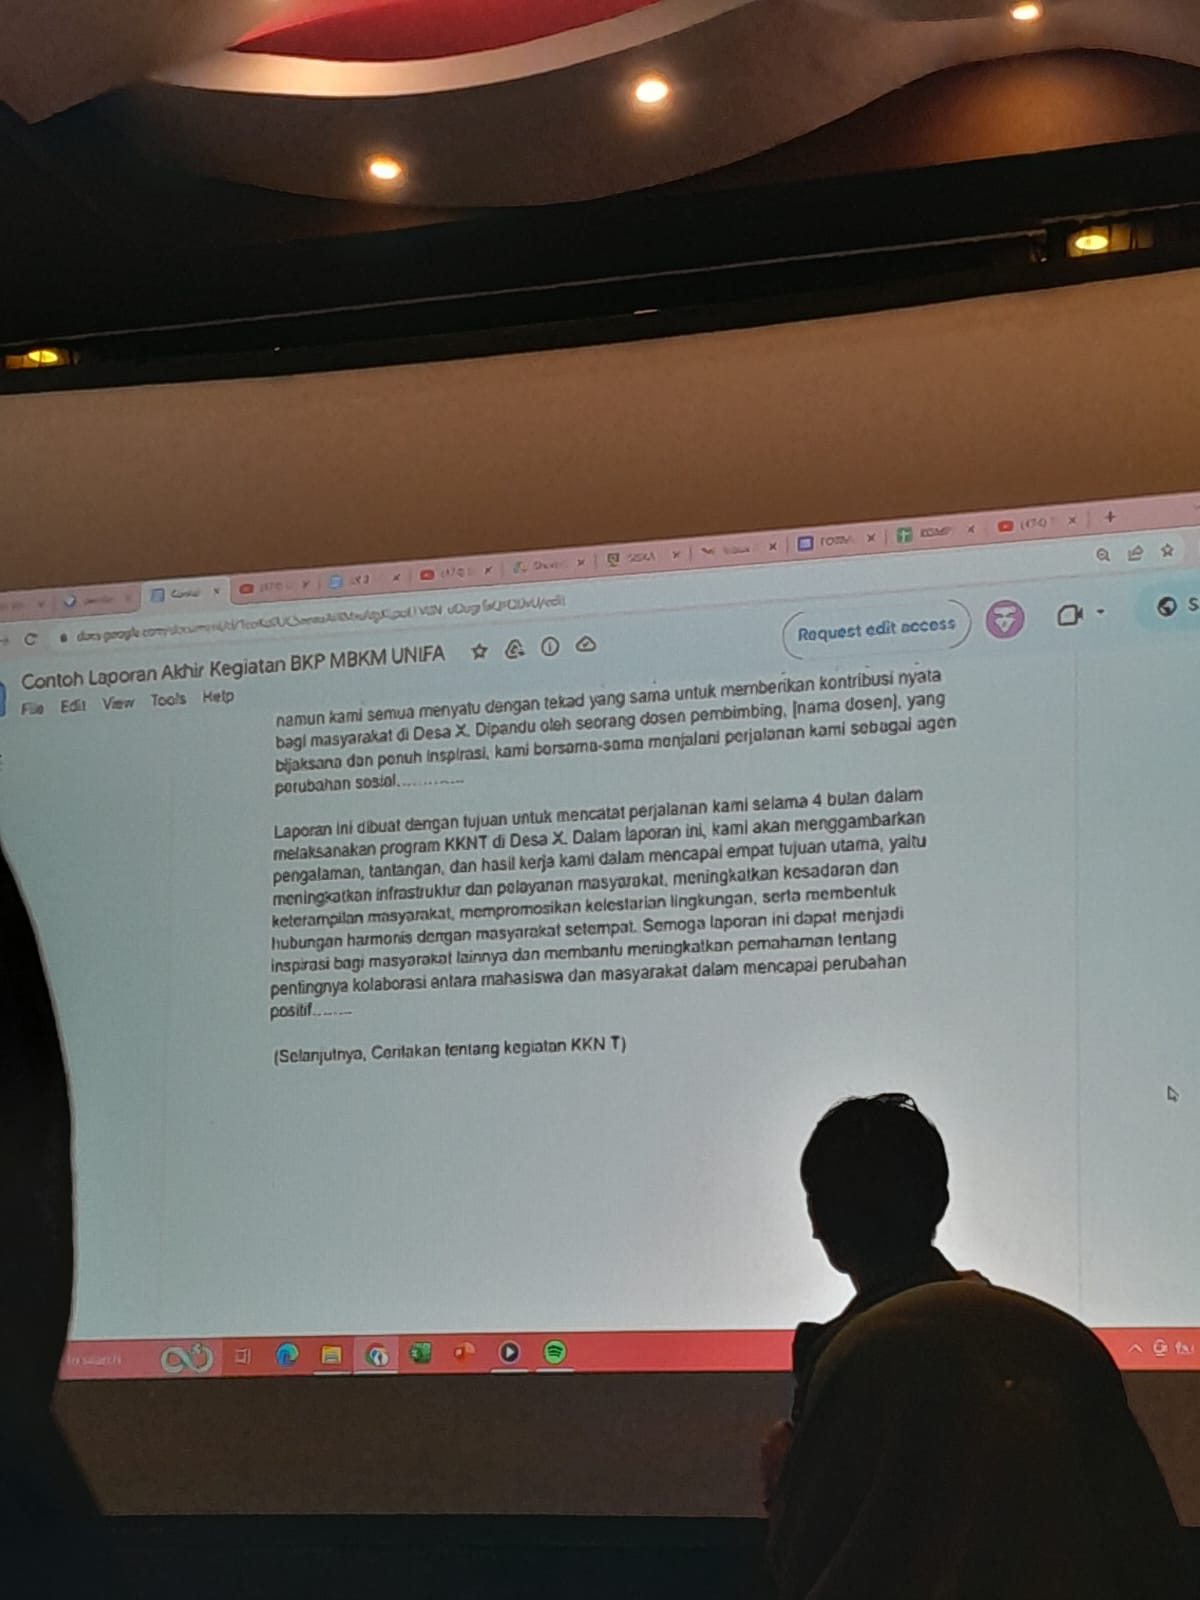 Contoh Laporan Akhir Kegiatan BKP MBKM UNIFA
Request edit access
File Edit View Tools Help
namun kami semua menyatu dengan tekad yang sama untuk memberikan kontribusi nyata
bagi masyarakat di Desa X. Dipandu oleh seorang dosen pembimbing, [nama dosen], yang
bijaksana dan penuh inspirasi, kami bersama-sama menjalani perjalanan kami sebagai agen
perubahan sosial.............
Laporan ini dibuat dengan tujuan untuk mencatat perjalanan kami selama 4 bulan dalam
melaksanakan program KKNT di Desa X. Dalam laporan ini, kami akan menggambarkan
pengalaman, tantangan, dan hasil kerja kami dalam mencapai empat tujuan utama, yaitu
meningkatkan infrastruktur dan pelayanan masyarakat, meningkatkan kesadaran dan
keterampilan masyarakat, mempromosikan kelestarian lingkungan, serta membentuk
hubungan harmonis dengan masyarakat setempat. Semoga laporan ini dapat menjadi
inspirasi bagi masyarakat lainnya dan membantu meningkatkan pemahaman tentang
pentingnya kolaborasi antara mahasiswa dan masyarakat dalam mencapai perubahan
positif.........
(Selanjutnya, Ceritakan tentang kegiatan KKN T)